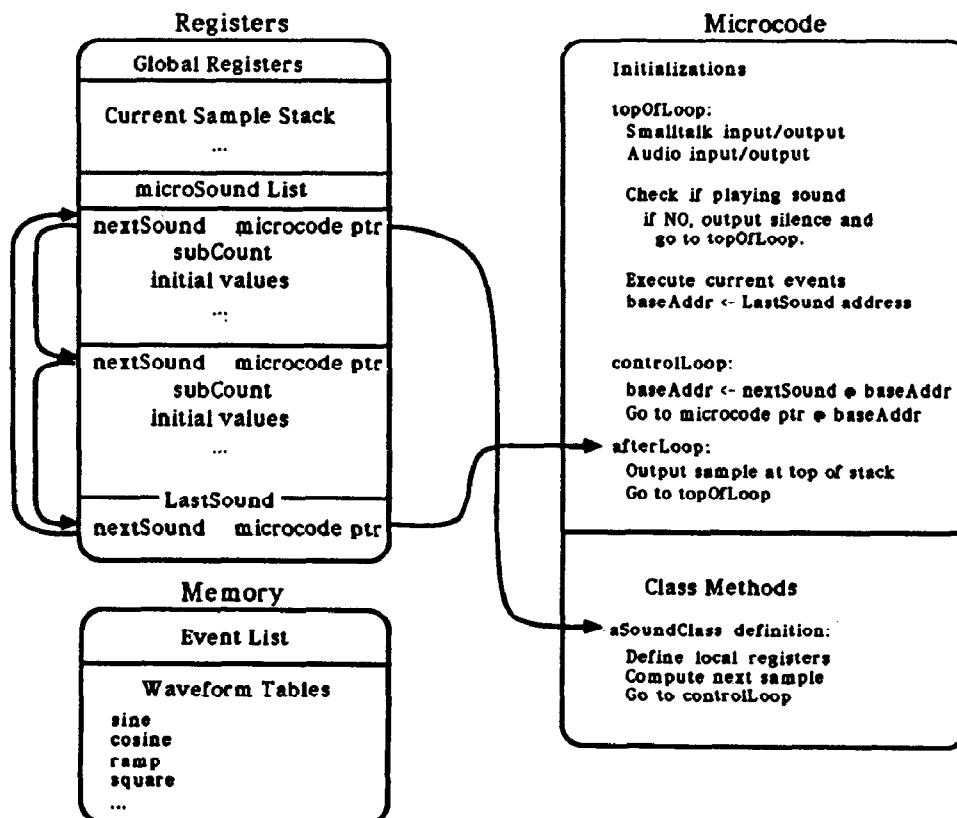 Registers
Global Registers
Current Sample Stack
...
microSound List
nextSound microcode ptr
subCount
initial values
...
nextSound microcode ptr
subCount
initial values
...
LastSound
nextSound microcode ptr
Memory
Event List
Waveform Tables
sine
cosine
ramp
square
...
Microcode
Initializations
topOfLoop:
Smalltalk input/output
Audio input/output
Check if playing sound
if NO, output silence and
go to topOfLoop.
Execute current events
baseAddr <- LastSound address
controlLoop:
baseAddr <- nextSound @ baseAddr
Go to microcode ptr @ baseAddr
afterLoop:
Output sample at top of stack
Go to topOfLoop
Class Methods
aSoundClass definition:
Define local registers
Compute next sample
Go to controlLoop